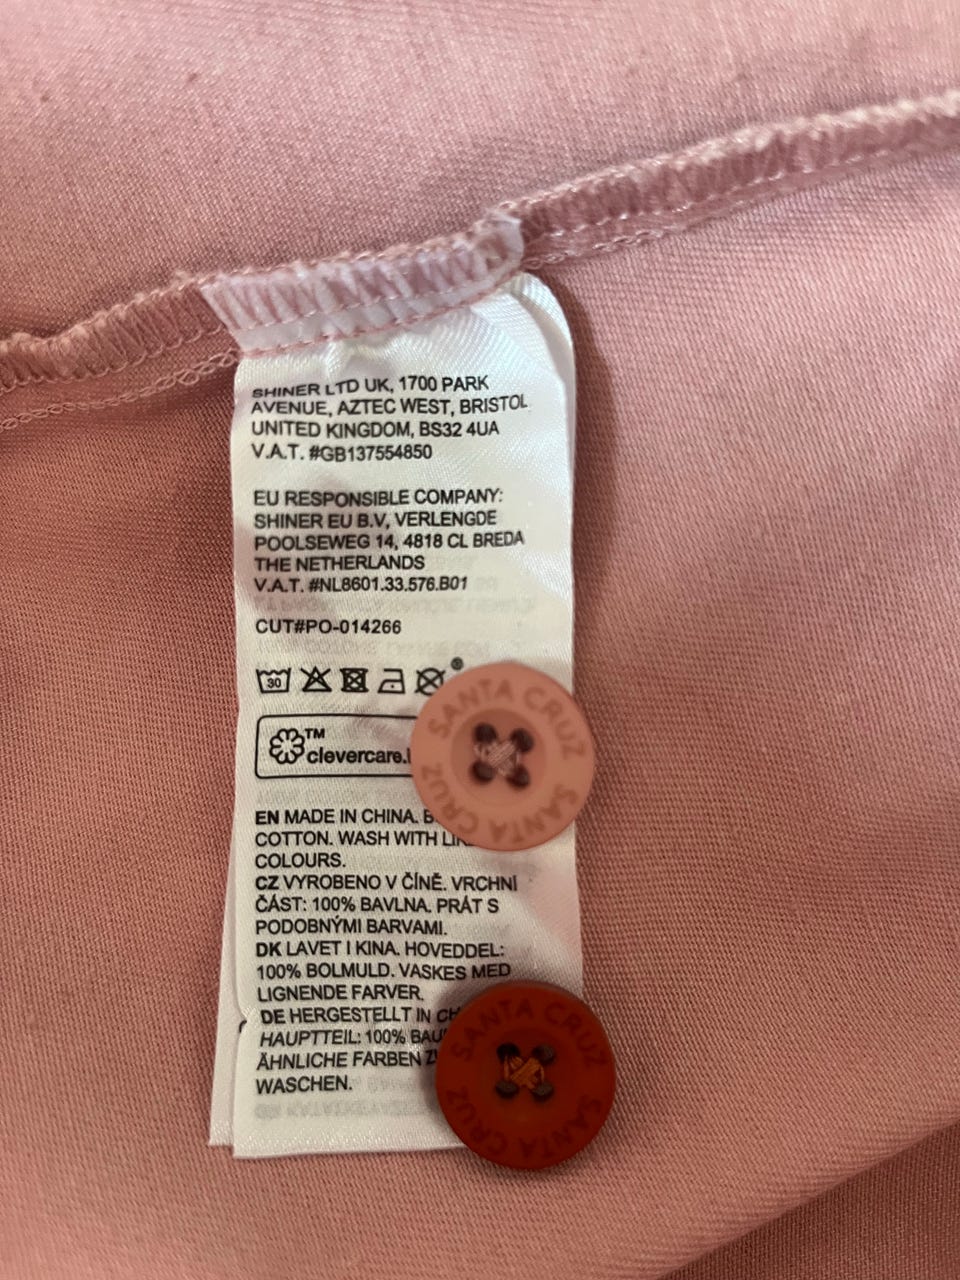 SHINER LTD UK, 1700 PARK
AVENUE, AZTEC WEST, BRISTOL
UNITED KINGDOM, BS32 4UA
V.A.T. #GB137554850
EU RESPONSIBLE COMPANY:
SHINER EU B.V, VERLENGDE
POOLSEWEG 14, 4818 CL BREDA
THE NETHERLANDS
V.A.T. #NL8601.33.576.B01
CUT#PO-014266
30
®
TM
clevercare.
EN MADE IN CHINA.
COTTON. WASH WITH
COLOURS.
CZ VYROBENO V ČÍNĚ. VRCHNI
ČÁST: 100% BAVLNA. PRÁT S
PODOBNÝMI BARVAMI.
DK LAVET I KINA. HOVEDDEL:
100% BOLMULD. VASKES MED
LIGNENDE FARVER.
DE HERGESTELLT IN
HAUPTTEIL: 100%
ÄHNLICHE FARBEN
WASCHEN.
SANTA CRUZ
SANTA CRUZ
SANTA CRUZ
SANTA CRUZ